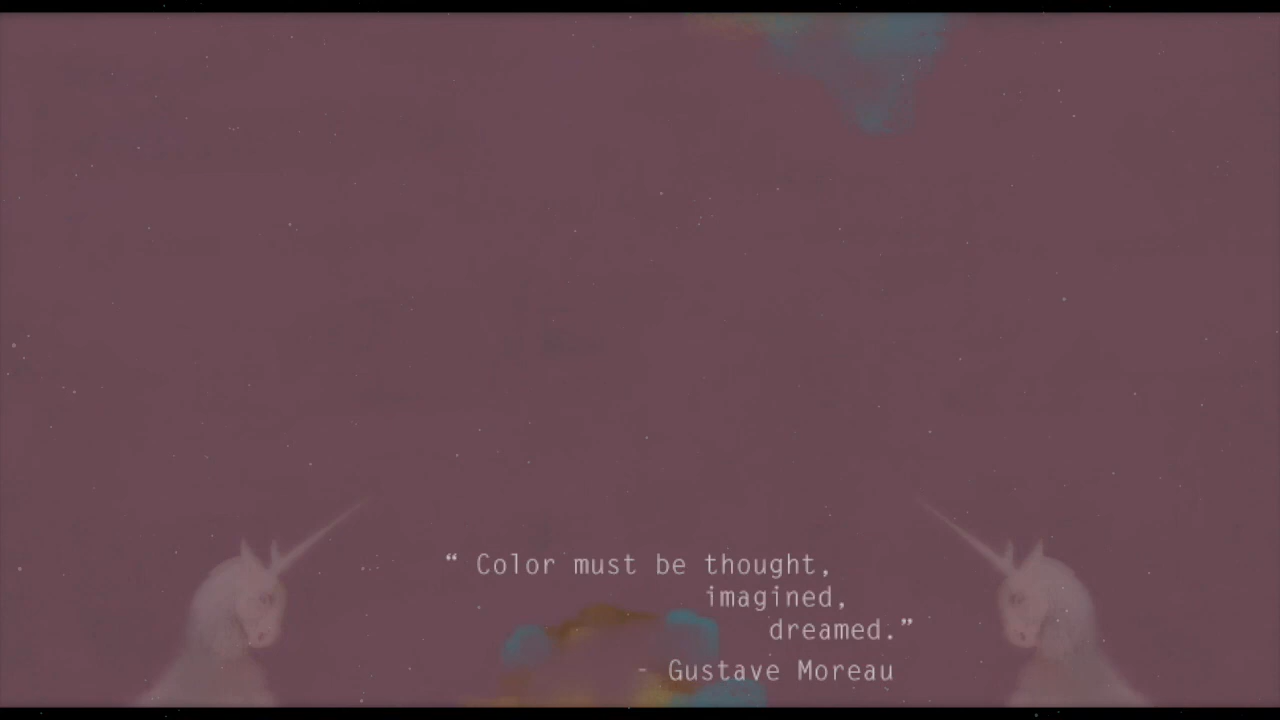 “ Color must be thought,
imagined,
dreamed.”
- Gustave Moreau